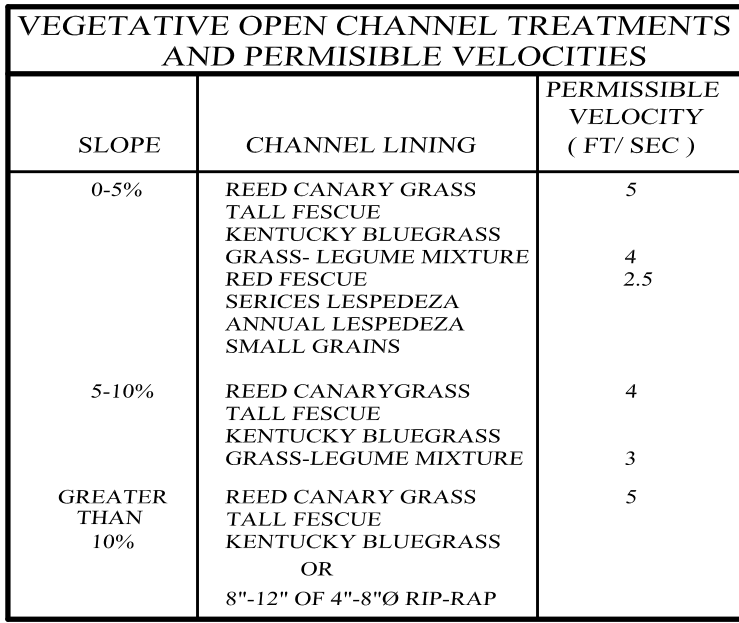 VEGETATIVE OPEN CHANNEL TREATMENTS
AND PERMISIBLE VELOCITIES
SLOPE CHANNEL LINING PERMISSIBLE
VELOCITY
( FT/ SEC )
0-5% REED CANARY GRASS 5
TALL FESCUE
KENTUCKY BLUEGRASS
GRASS- LEGUME MIXTURE 4
RED FESCUE 2.5
SERICES LESPEDEZA
ANNUAL LESPEDEZA
SMALL GRAINS
5-10% REED CANARYGRASS 4
TALL FESCUE
KENTUCKY BLUEGRASS
GRASS-LEGUME MIXTURE 3
GREATER REED CANARY GRASS 5
THAN TALL FESCUE
10% KENTUCKY BLUEGRASS
OR
8"-12" OF 4"-8"Ø RIP-RAP